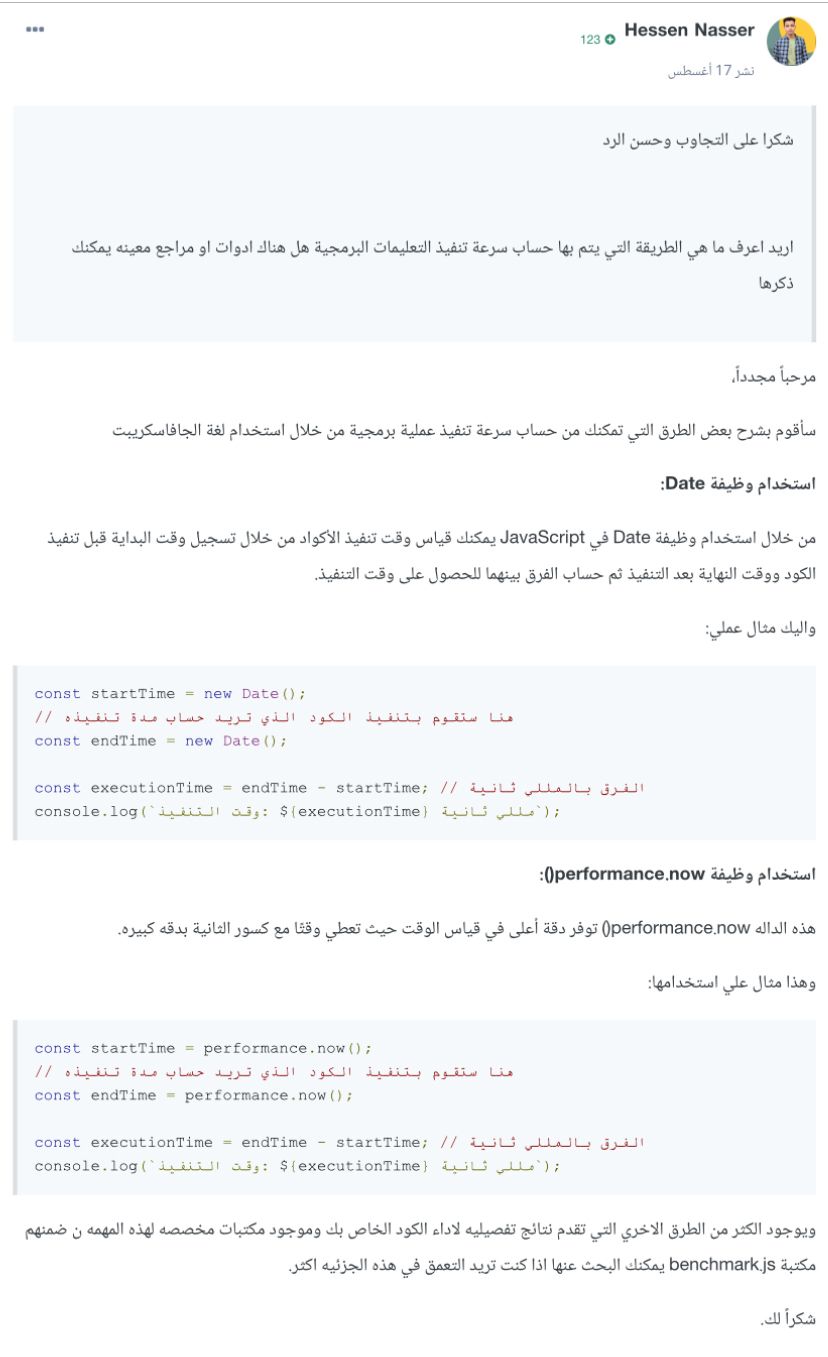 Hessen Nasser
123
نشر 17 أغسطس
شكرا على التجاوب وحسن الرد
اريد اعرف ما هي الطريقة التي يتم بها حساب سرعة تنفيذ التعليمات البرمجية هل هناك ادوات او مراجع معينه يمكنك
ذكرها
مرحباً مجدداً،
سأقوم بشرح بعض الطرق التي تمكنك من حساب سرعة تنفيذ عملية برمجية من خلال استخدام لغة الجافاسكريبت
استخدام وظيفة Date:
من خلال استخدام وظيفة Date في JavaScript يمكنك قياس وقت تنفيذ الأكواد من خلال تسجيل وقت البداية قبل تنفيذ
الكود ووقت النهاية بعد التنفيذ ثم حساب الفرق بينهما للحصول على وقت التنفيذ.
واليك مثال عملي:
const startTime = new Date();
// هنا ستقوم بتنفيذ الكود الذي تريد حساب مدة تنفيذه
const endTime = new Date();
const executionTime = endTime - startTime; // الفرق بالمللي ثانية
console.log(`وقت التنفيذ: ${executionTime} مللي ثانية`);
استخدام وظيفة performance.now():
هذه الداله performance.now() توفر دقة أعلى في قياس الوقت حيث تعطي وقتًا مع كسور الثانية بدقه كبيره.
وهذا مثال علي استخدامها:
const startTime = performance.now();
// هنا ستقوم بتنفيذ الكود الذي تريد حساب مدة تنفيذه
const endTime = performance.now();
const executionTime = endTime - startTime; // الفرق بالمللي ثانية
console.log(`وقت التنفيذ: ${executionTime} مللي ثانية`);
ويوجود الكثر من الطرق الاخري التي تقدم نتائج تفصيليه لاداء الكود الخاص بك وموجود مكتبات مخصصه لهذه المهمه ن ضمنهم
مكتبة benchmark.js يمكنك البحث عنها اذا كنت تريد التعمق في هذه الجزئيه اكثر.
شكراً لك.